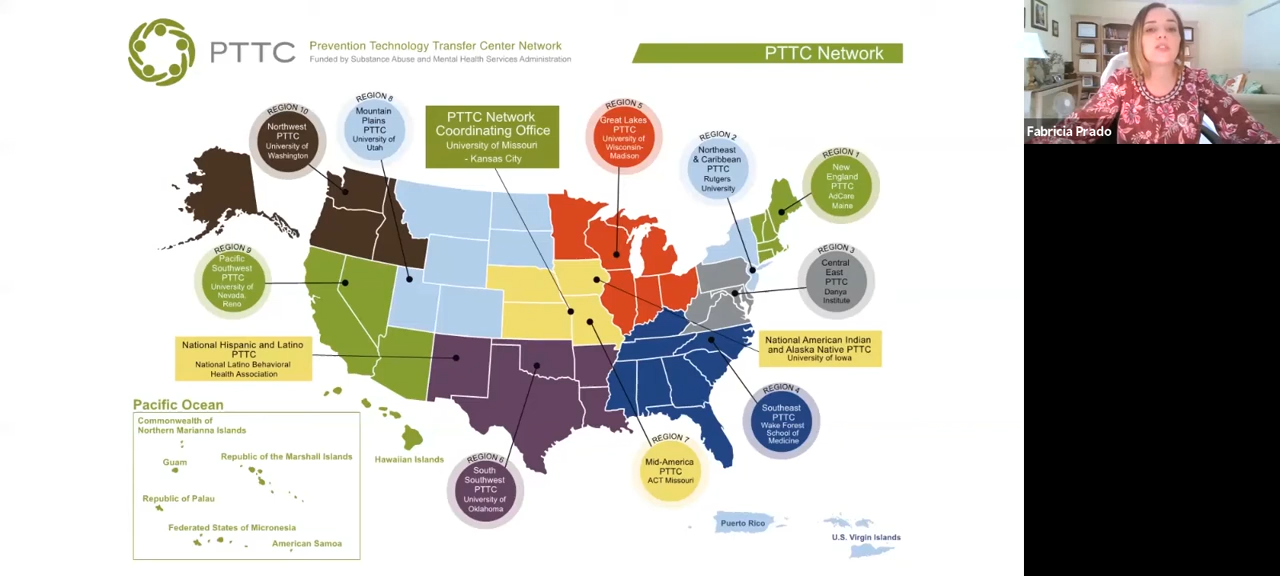 PTTC
Prevention Technology Transfer Center Network
Funded by Substance Abuse and Mental Health Services Administration
PTTC Network
Fabricia Prado
REGION 10
Northwest
PTTC
University of
Washington
REGION 8
Mountain
Plains
PTTC
University of
Utah
PTTC Network
Coordinating Office
University of Missouri
- Kansas City
REGION 5
Great Lakes
PTTC
University of
Wisconsin-
Madison
REGION 2
Northeast
& Caribbean
PTTC
Rutgers
University
REGION 1
New
England
PTTC
AdCare
Maine
REGION 9
Pacific
Southwest
PTTC
University of
Nevada,
Reno
REGION 3
Central
East
PTTC
Danya
Institute
National Hispanic and Latino
PTTC
National Latino Behavioral
Health Association
National American Indian
and Alaska Native PTTC
University of Iowa
REGION 4
Southeast
PTTC
Wake Forest
School of
Medicine
REGION 7
Mid-America
PTTC
ACT Missouri
REGION 6
South
Southwest
PTTC
University of
Oklahoma
Pacific Ocean
Commonwealth of
Northern Marianna Islands
Guam
Republic of the Marshall Islands
Republic of Palau
Federated States of Micronesia
American Samoa
Hawaiian Islands
Puerto Rico
U.S. Virgin Islands